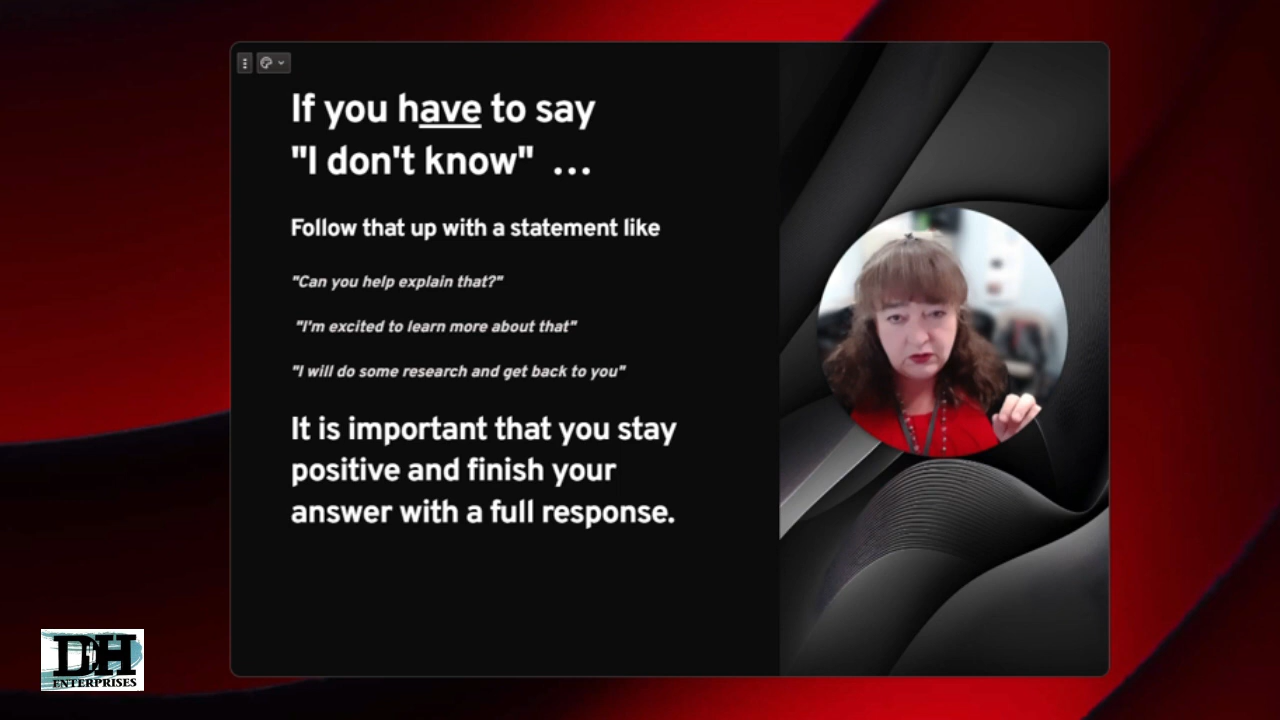 If you have to say
"I don't know" ...
Follow that up with a statement like
"Can you help explain that?"
"I'm excited to learn more about that"
"I will do some research and get back to you"
It is important that you stay
positive and finish your
answer with a full response.
DEH
ENTERPRISES